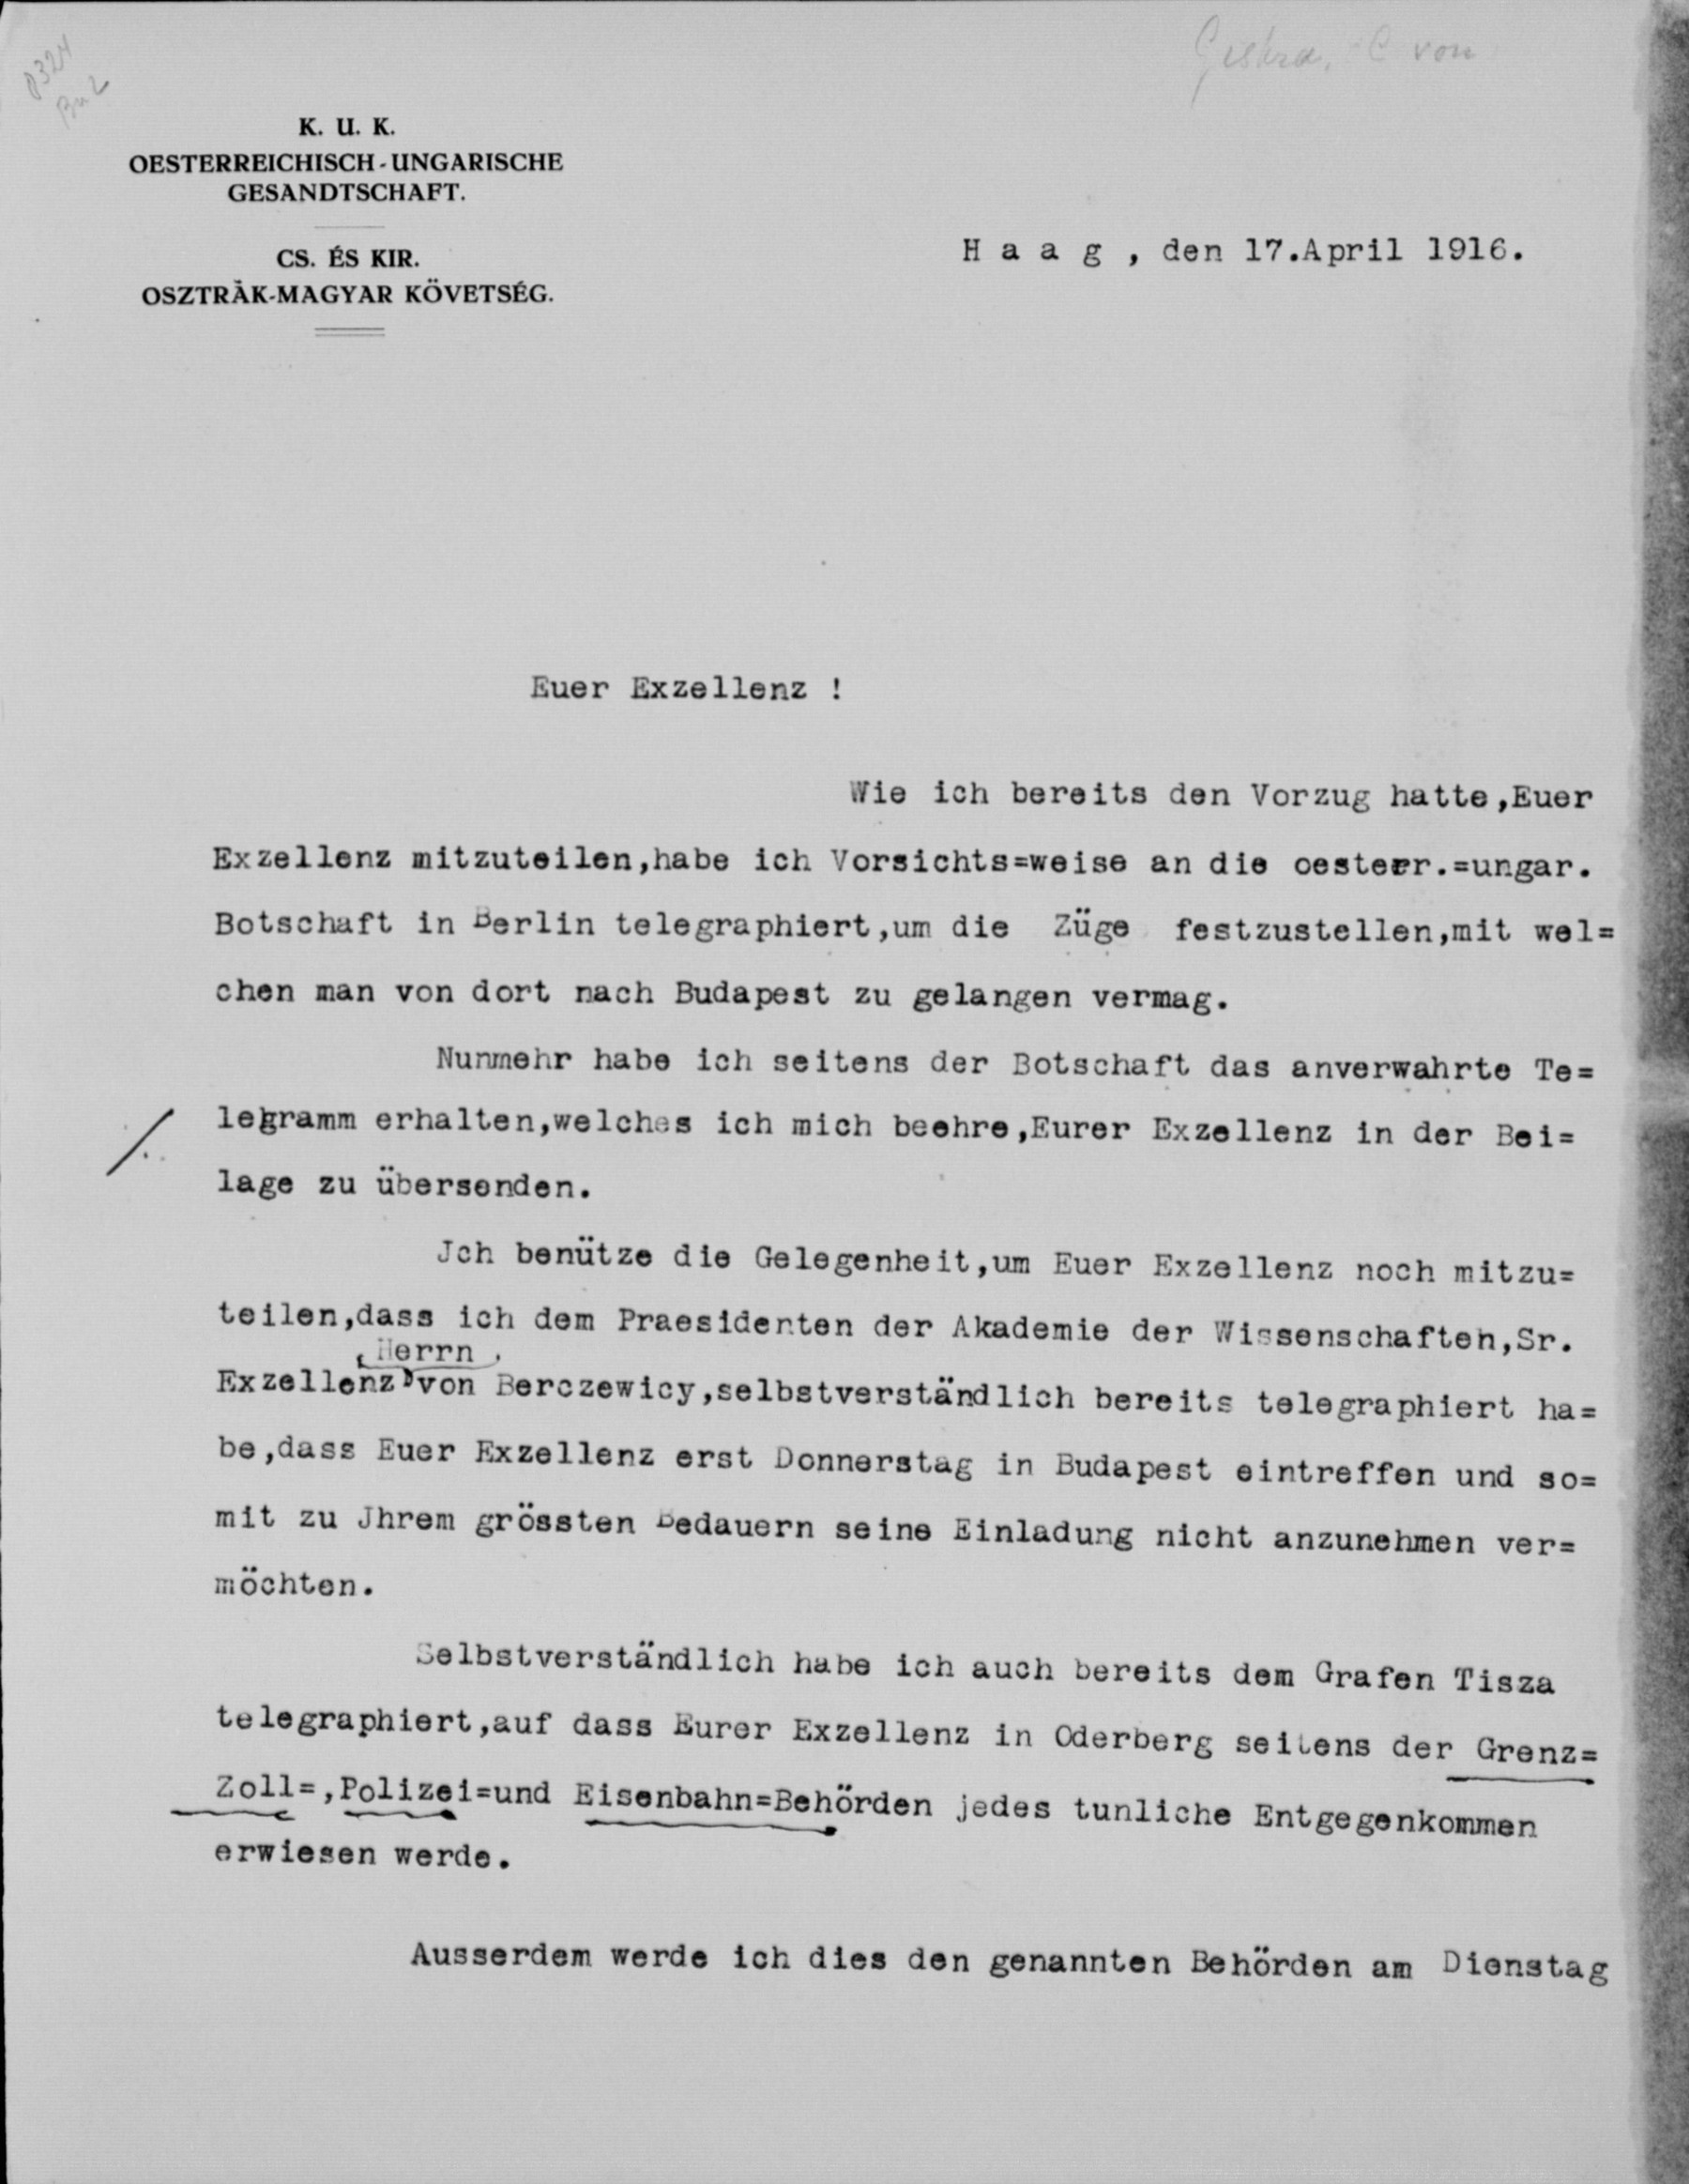 B324
Bu2
Giskra, C von
K. U. K.
OESTERREICHISCH-UNGARISCHE
GESANDTSCHAFT.
CS. ÉS KIR.
OSZTRÁK-MAGYAR KÖVETSÉG.
H a a g , den 17.April 1916.
Euer Exzellenz !
Wie ich bereits den Vorzug hatte,Euer
Exzellenz mitzuteilen,habe ich Vorsichts=weise an die oesterr.=ungar.
Botschaft in Berlin telegraphiert,um die Züge festzustellen,mit wel=
chen man von dort nach Budapest zu gelangen vermag.
Nunmehr habe ich seitens der Botschaft das anverwahrte Te=
legramm erhalten,welches ich mich beehre,Eurer Exzellenz in der Bei=
./.
lage zu übersenden.
Jch benütze die Gelegenheit,um Euer Exzellenz noch mitzu=
teilen,dass ich dem Praesidenten der Akademie der Wissenschaften,Sr.
Herrn
Exzellenz von Berczewicy,selbstverständlich bereits telegraphiert ha=
be,dass Euer Exzellenz erst Donnerstag in Budapest eintreffen und so=
mit zu Jhrem grössten Bedauern seine Einladung nicht anzunehmen ver=
möchten.
Selbstverständlich habe ich auch bereits dem Grafen Tisza
telegraphiert,auf dass Eurer Exzellenz in Oderberg seitens der Grenz=
Zoll=,Polizei=und Eisenbahn=Behörden jedes tunliche Entgegenkommen
erwiesen werde.
Ausserdem werde ich dies den genannten Behörden am Dienstag